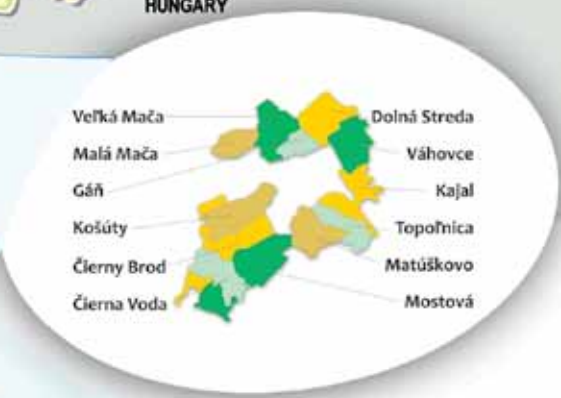 HUNGARY
Veľká Mača
Malá Mača
Gáň
Košúty
Čierny Brod
Čierna Voda
Dolná Streda
Váhovce
Kajal
Topoľnica
Matúškovo
Mostová